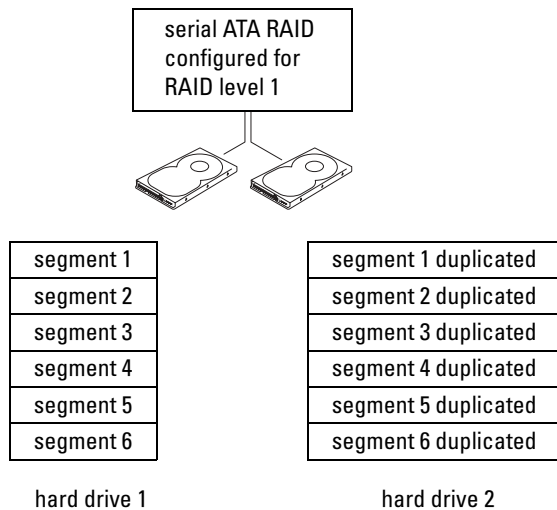 serial ATA RAID
configured for
RAID level 1
segment 1
segment 2
segment 3
segment 4
segment 5
segment 6
hard drive 1
segment 1 duplicated
segment 2 duplicated
segment 3 duplicated
segment 4 duplicated
segment 5 duplicated
segment 6 duplicated
hard drive 2